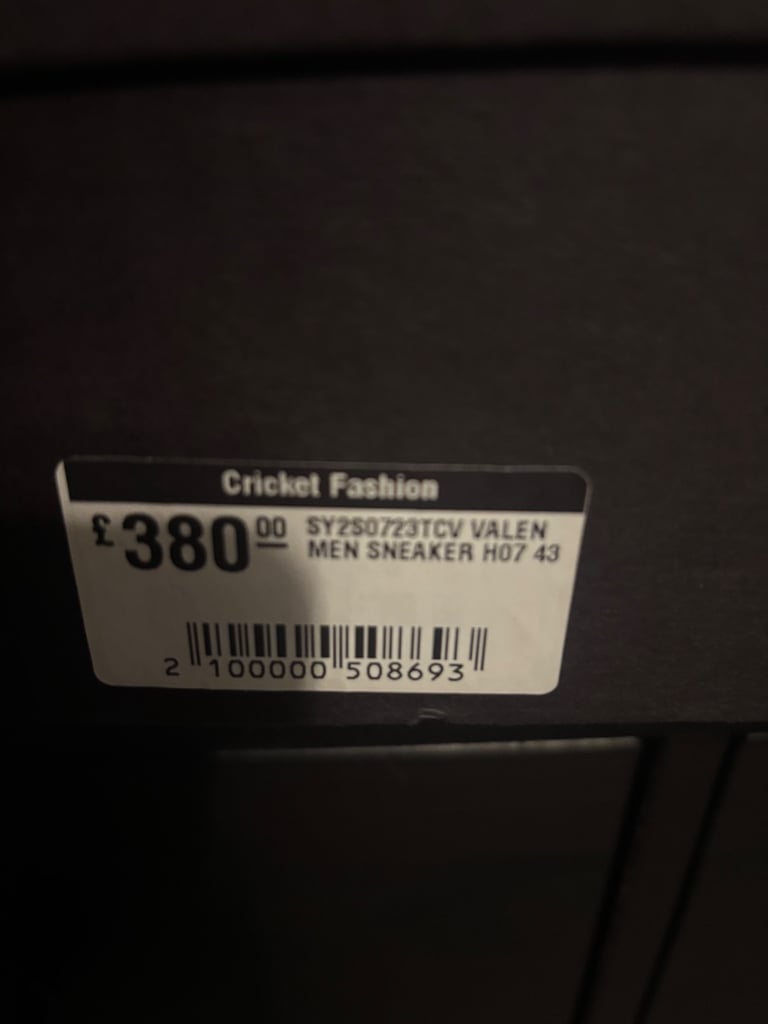 Cricket Fashion
£380.00 SY2S0723TCV VALEN
MEN SNEAKER H07 43
2 100000 508693